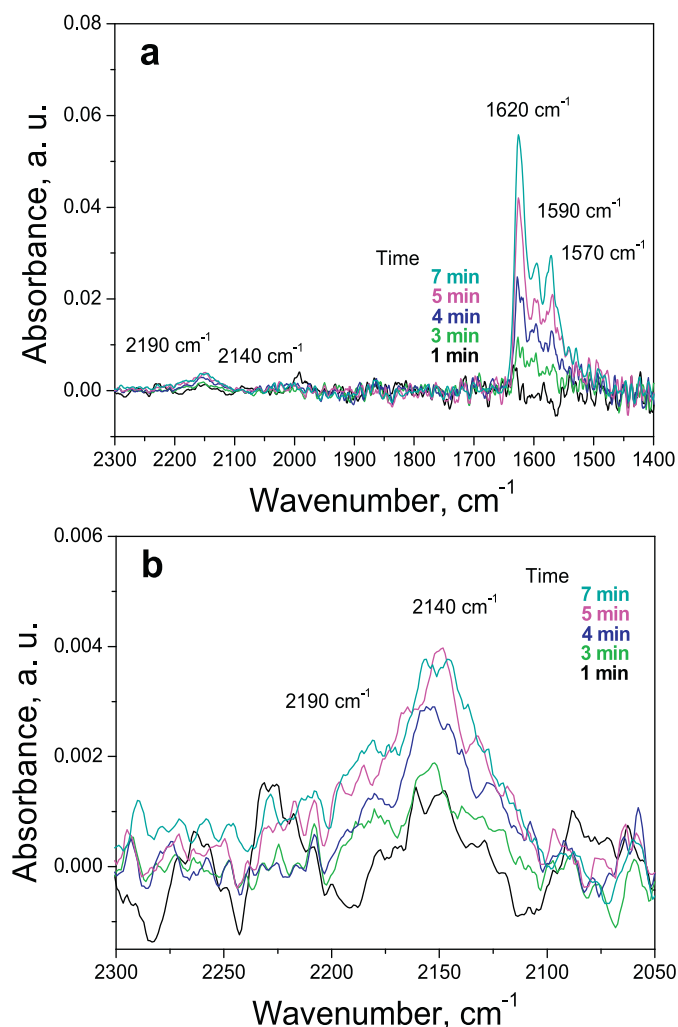 a
0.08
0.06
0.04
0.02
0.00
Absorbance, a. u.
1620 cm⁻¹
1590 cm⁻¹
1570 cm⁻¹
Time
7 min
5 min
4 min
3 min
1 min
2190 cm⁻¹
2140 cm⁻¹
2300 2200 2100 2000 1900 1800 1700 1600 1500 1400
Wavenumber, cm⁻¹
b
0.006
0.004
0.002
0.000
Absorbance, a. u.
Time
7 min
5 min
4 min
3 min
1 min
2140 cm⁻¹
2190 cm⁻¹
2300 2250 2200 2150 2100 2050
Wavenumber, cm⁻¹